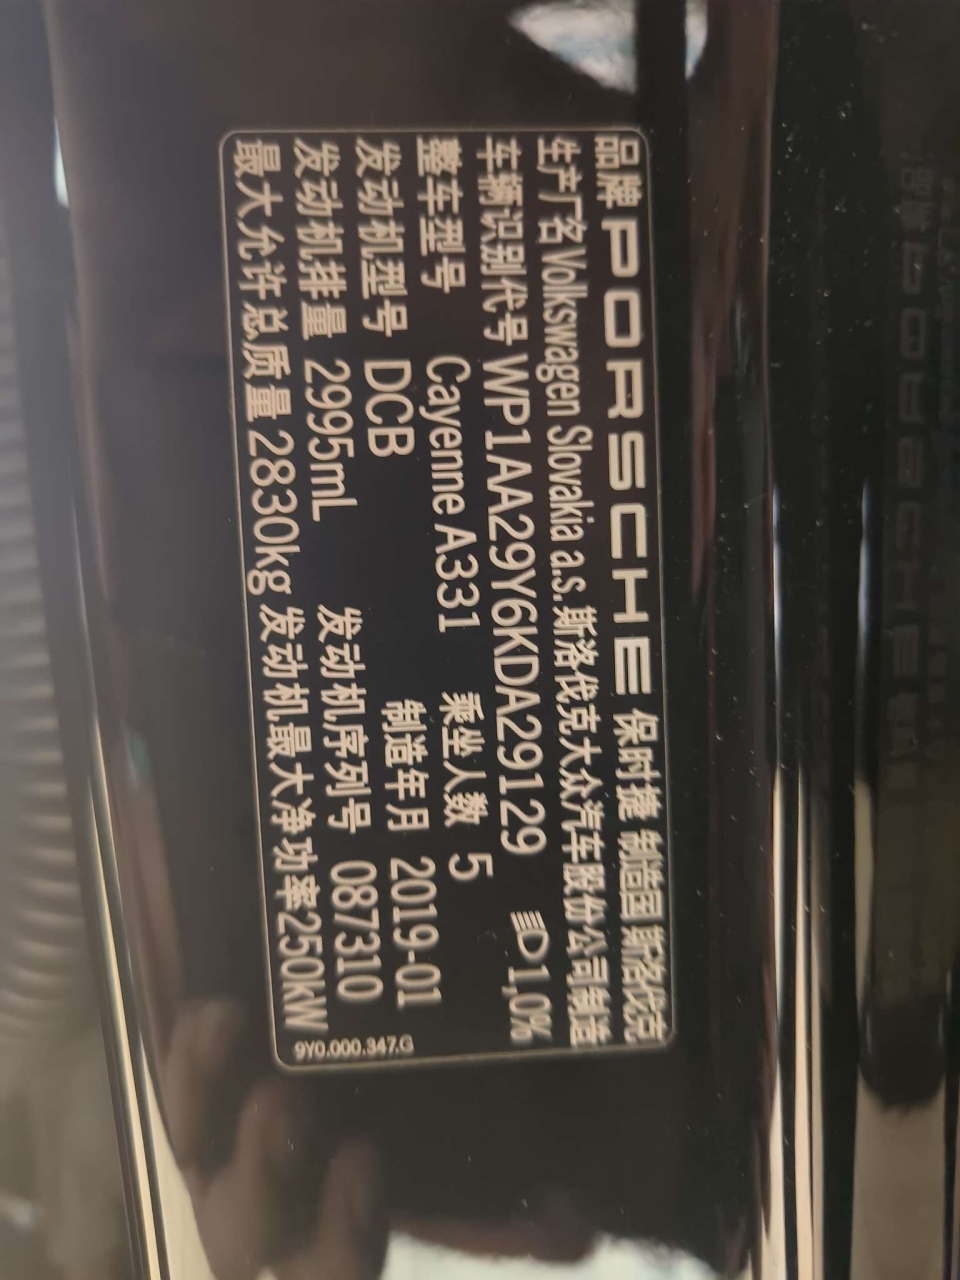 品牌 PORSCHE 保时捷 制造国 斯洛伐克
生产厂名 Volkswagen Slovakia a.s. 斯洛伐克大众汽车股份公司制造
车辆识别代号 WP1AA29Y6KDA29129 1,0%
整车型号 Cayenne A331 乘坐人数 5
发动机型号 DCB 制造年月 2019-01
发动机排量 2995mL 发动机序列号 087310
最大允许总质量 2830kg 发动机最大净功率250kW
9Y0.000.347.G